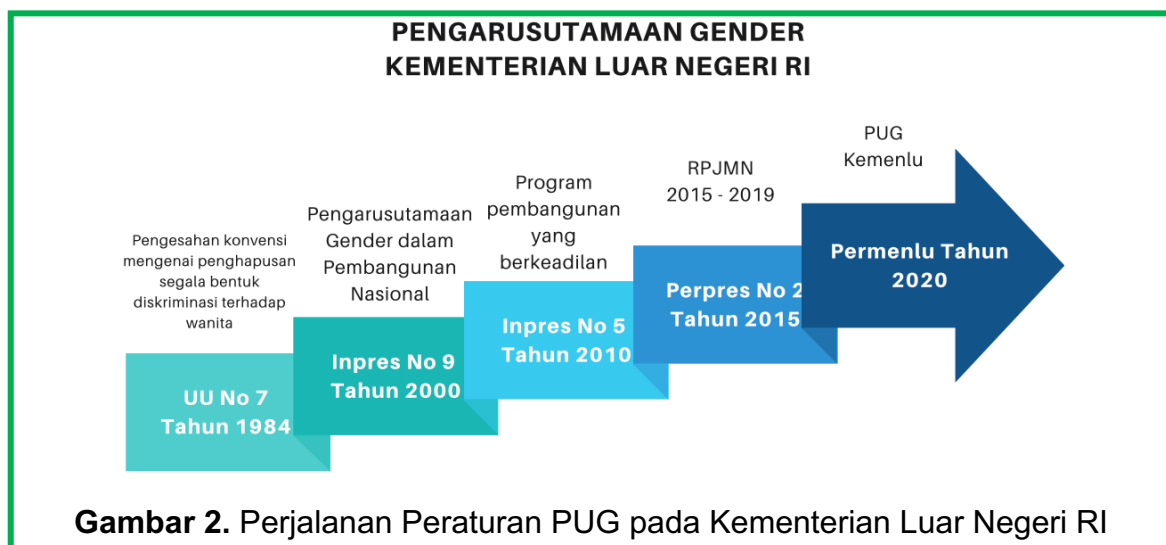 PENGARUSUTAMAAN GENDER
KEMENTERIAN LUAR NEGERI RI
Pengesahan konvensi
mengenai penghapusan
segala bentuk
diskriminasi terhadap
wanita
UU No 7
Tahun 1984
Pengarusutamaan
Gender dalam
Pembangunan
Nasional
Inpres No 9
Tahun 2000
Program
pembangunan
yang
berkeadilan
Inpres No 5
Tahun 2010
RPJMN
2015 - 2019
Perpres No 2
Tahun 2015
PUG
Kemenlu
Permenlu Tahun
2020
Gambar 2. Perjalanan Peraturan PUG pada Kementerian Luar Negeri RI